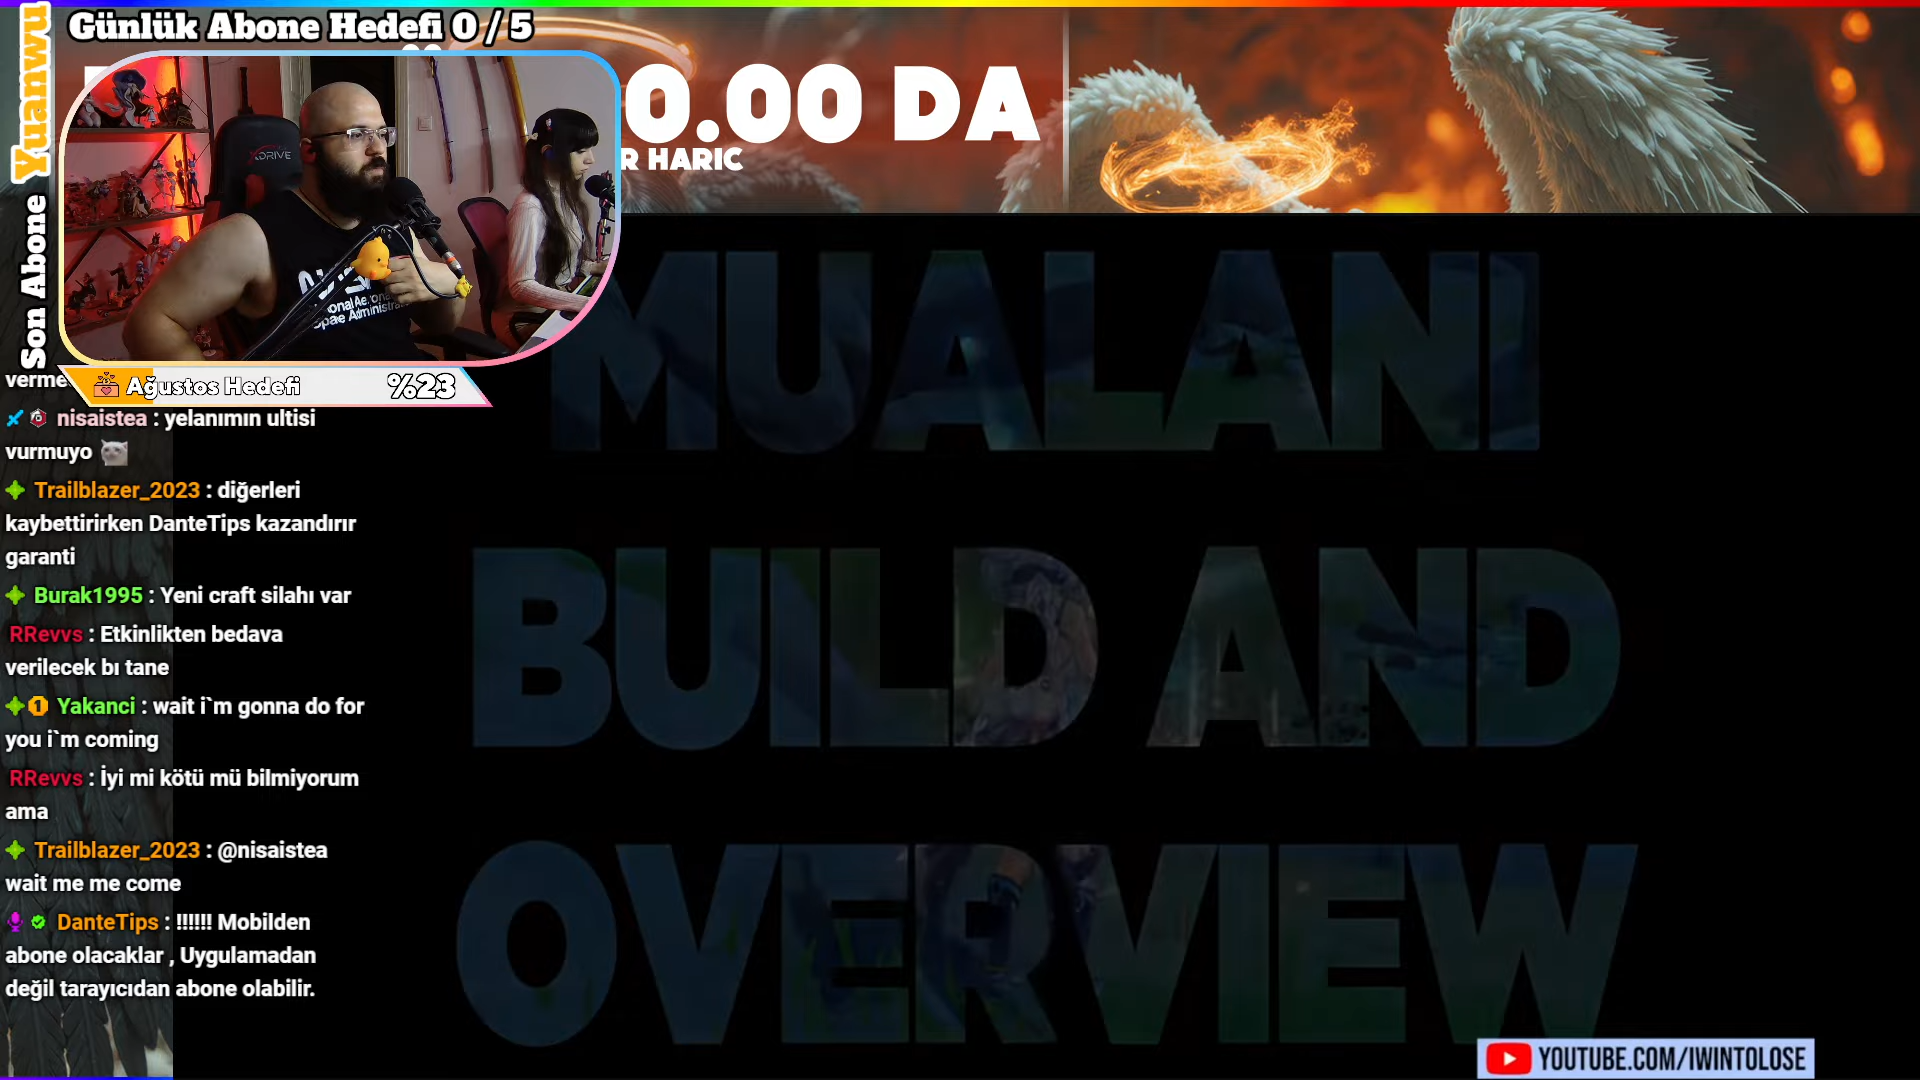 Günlük Abone Hedefi 0 / 5
Son Abone Yuanwu
0.00 DA
R HARIC
XDRIVE
Ağustos Hedefi %23
nisaistea : yelanımın ultisi
vurmuyo
Trailblazer_2023 : diğerleri
kaybettirirken DanteTips kazandırır
garanti
Burak1995 : Yeni craft silahı var
RRevvs : Etkinlikten bedava
verilecek bı tane
Yakanci : wait i`m gonna do for
you i`m coming
RRevvs : İyi mi kötü mü bilmiyorum
ama
Trailblazer_2023 : @nisaistea
wait me me come
DanteTips : !!!!!! Mobilden
abone olacaklar , Uygulamadan
değil tarayıcıdan abone olabilir.
MUALANI
BUILD AND
OVERVIEW
YOUTUBE.COM/IWINTOLOSE